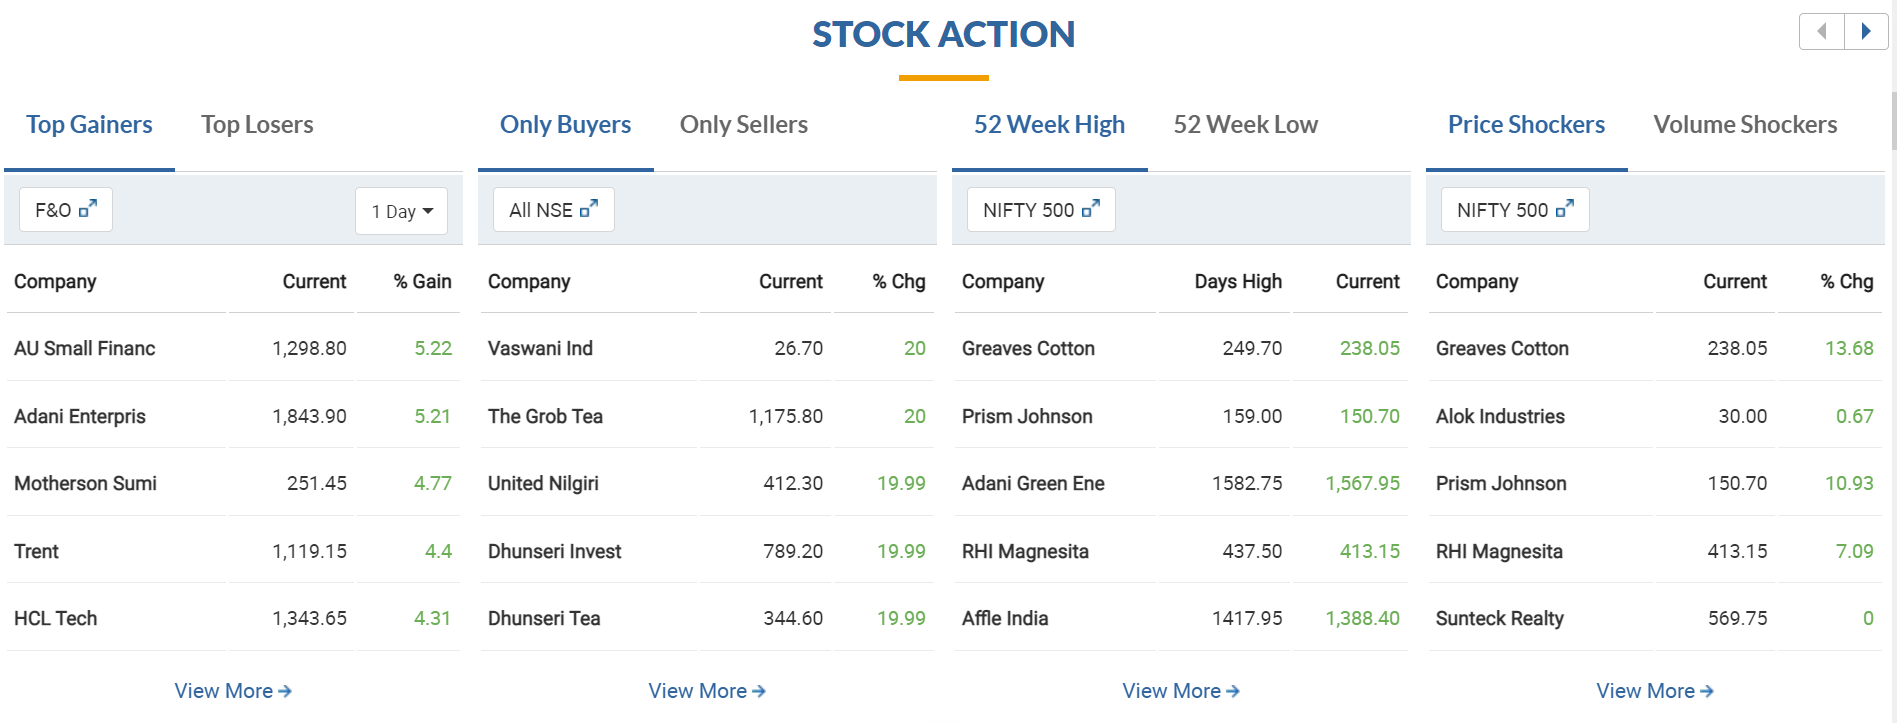 STOCK ACTION
Top Gainers Top Losers
F&O 1 Day
Company Current % Gain
AU Small Financ 1,298.80 5.22
Adani Enterpris 1,843.90 5.21
Motherson Sumi 251.45 4.77
Trent 1,119.15 4.4
HCL Tech 1,343.65 4.31
View More
Only Buyers Only Sellers
All NSE
Company Current % Chg
Vaswani Ind 26.70 20
The Grob Tea 1,175.80 20
United Nilgiri 412.30 19.99
Dhunseri Invest 789.20 19.99
Dhunseri Tea 344.60 19.99
View More
52 Week High 52 Week Low
NIFTY 500
Company Days High Current
Greaves Cotton 249.70 238.05
Prism Johnson 159.00 150.70
Adani Green Ene 1582.75 1,567.95
RHI Magnesita 437.50 413.15
Affle India 1417.95 1,388.40
View More
Price Shockers Volume Shockers
NIFTY 500
Company Current % Chg
Greaves Cotton 238.05 13.68
Alok Industries 30.00 0.67
Prism Johnson 150.70 10.93
RHI Magnesita 413.15 7.09
Sunteck Realty 569.75 0
View More